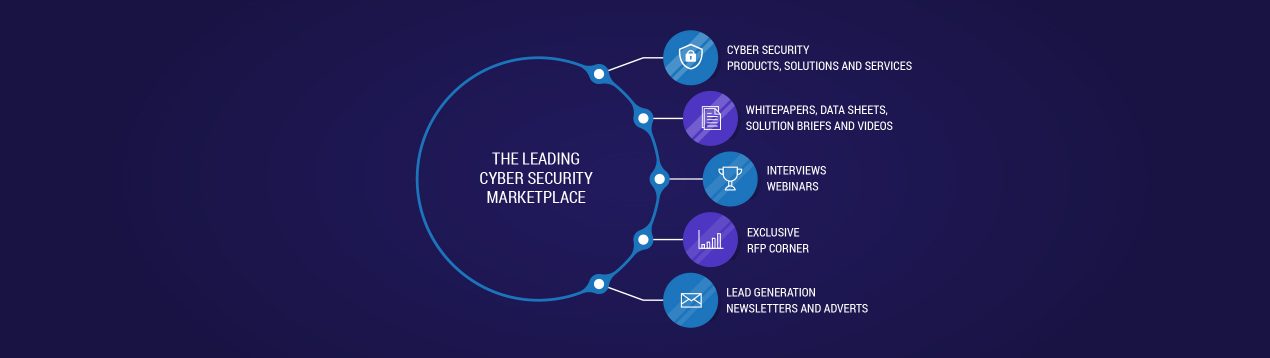 THE LEADING
CYBER SECURITY
MARKETPLACE
CYBER SECURITY
PRODUCTS, SOLUTIONS AND SERVICES
WHITEPAPERS, DATA SHEETS,
SOLUTION BRIEFS AND VIDEOS
INTERVIEWS
WEBINARS
EXCLUSIVE
RFP CORNER
LEAD GENERATION
NEWSLETTERS AND ADVERTS